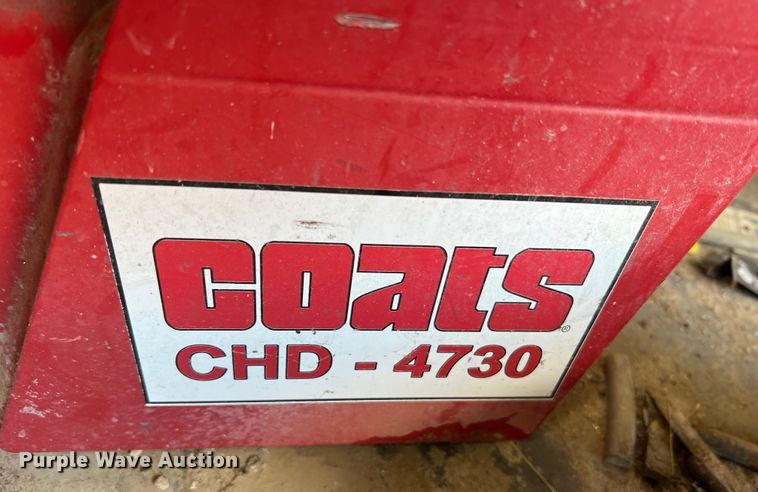 coats®
CHD - 4730
Purple Wave Auction